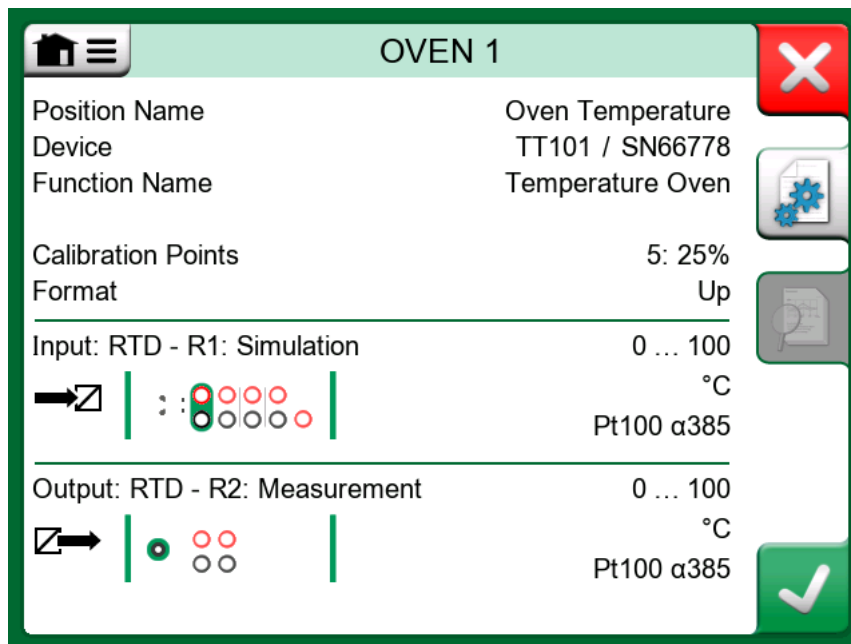 OVEN 1
Position Name Oven Temperature
Device TT101 / SN66778
Function Name Temperature Oven
Calibration Points 5: 25%
Format Up
Input: RTD - R1: Simulation 0 ... 100
°C
Pt100 α385
Output: RTD - R2: Measurement 0 ... 100
°C
Pt100 α385